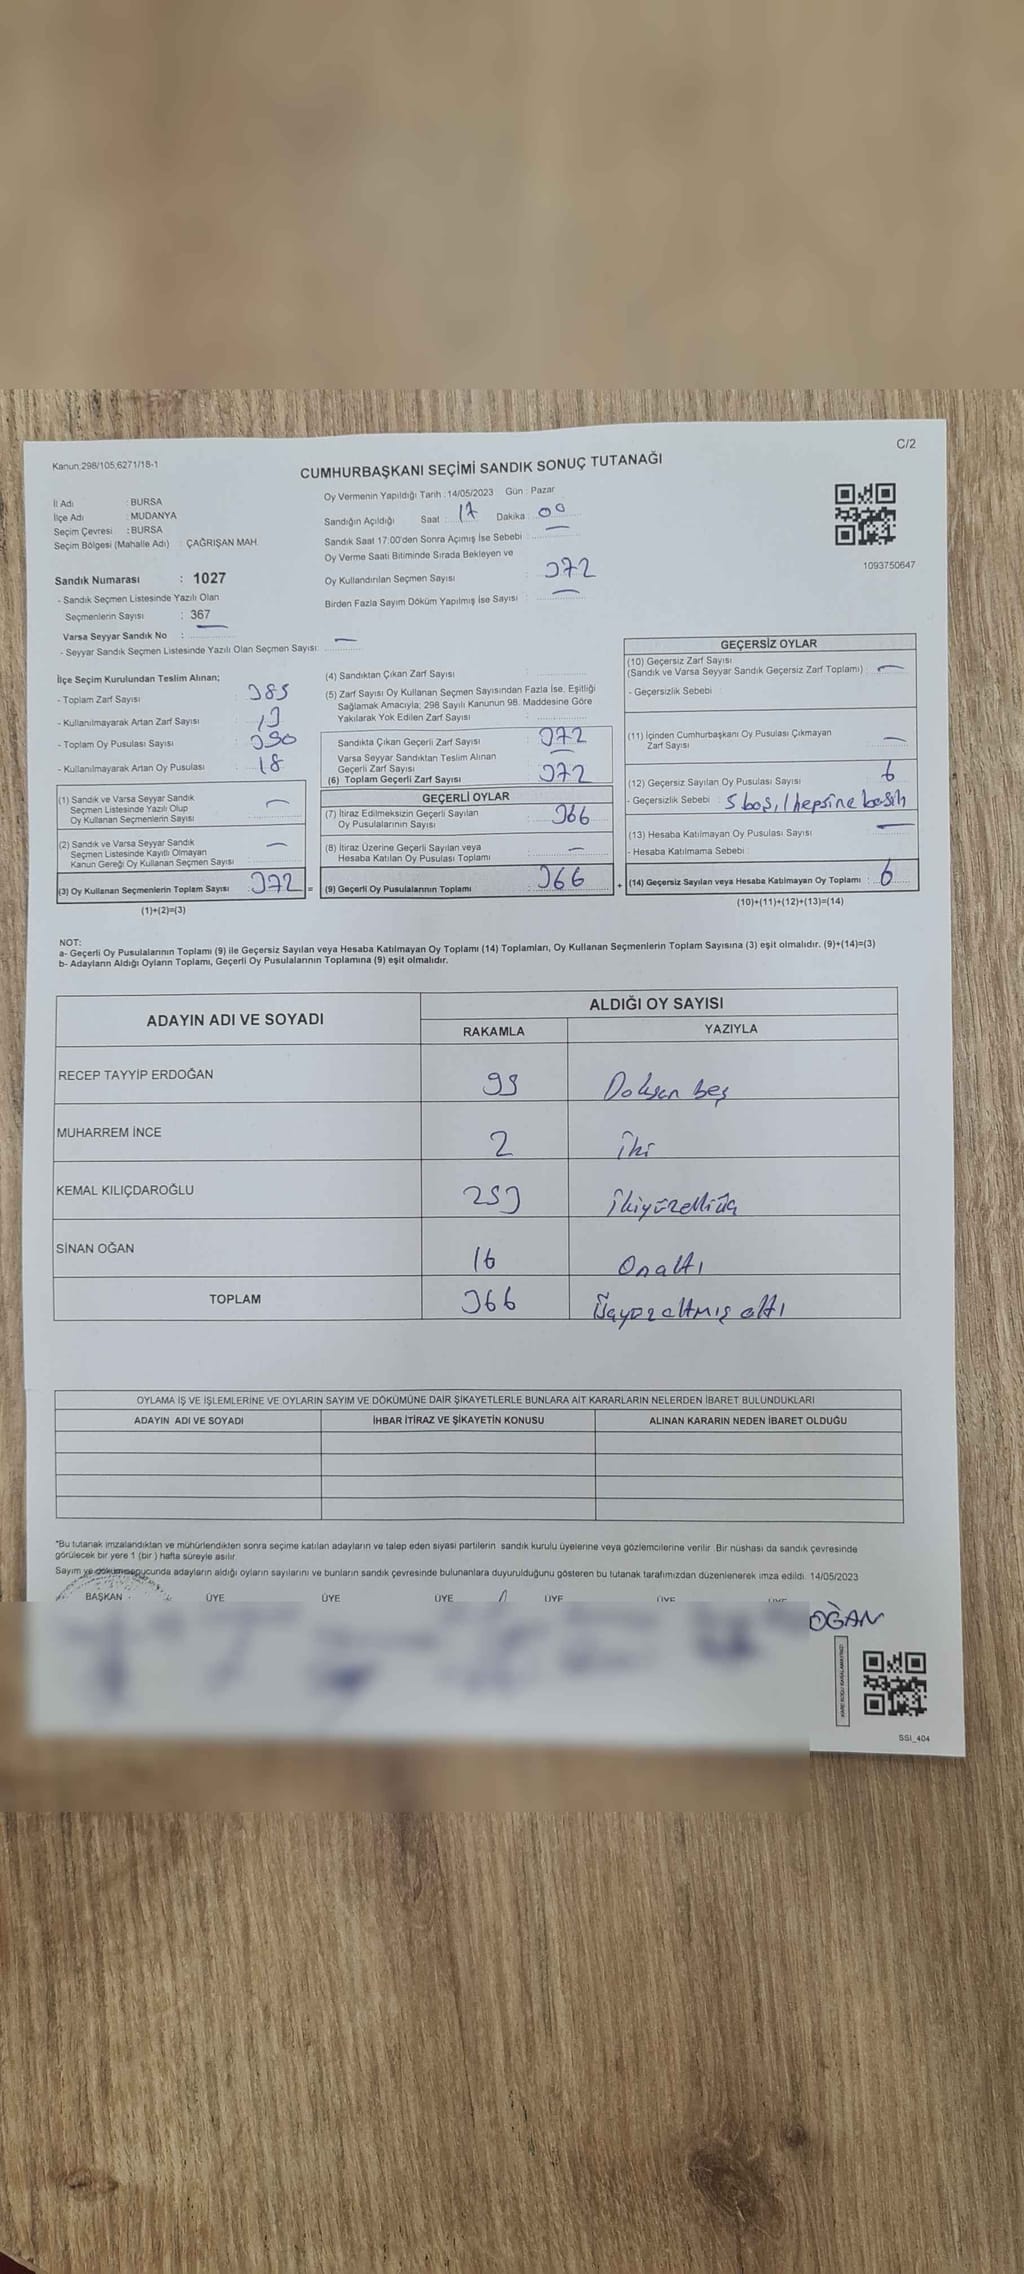 Kanun,298/105,6271/18-1
C/2
CUMHURBAŞKANI SEÇİMİ SANDIK SONUÇ TUTANAĞI
İl Adı : BURSA
İlçe Adı : MUDANYA
Seçim Çevresi : BURSA
Seçim Bölgesi (Mahalle Adı) : ÇAĞRIŞAN MAH.
Oy Vermenin Yapıldığı Tarih : 14/05/2023 Gün : Pazar
Sandığın Açıldığı Saat : 17 Dakika : 00
Sandık Saat 17:00'den Sonra Açımış İse Sebebi : —
Oy Verme Saati Bitiminde Sırada Bekleyen ve
Oy Kullandırılan Seçmen Sayısı : 372
Birden Fazla Sayım Döküm Yapılmış İse Sayısı : —
1093750647
Sandık Numarası : 1027
- Sandık Seçmen Listesinde Yazılı Olan
Seçmenlerin Sayısı : 367
Varsa Seyyar Sandık No : —
- Seyyar Sandık Seçmen Listesinde Yazılı Olan Seçmen Sayısı: —
İlçe Seçim Kurulundan Teslim Alınan;
- Toplam Zarf Sayısı : 385
- Kullanılmayarak Artan Zarf Sayısı : 13
- Toplam Oy Pusulası Sayısı : 390
- Kullanılmayarak Artan Oy Pusulası : 18
(1) Sandık ve Varsa Seyyar Sandık
Seçmen Listesinde Yazılı Olup
Oy Kullanan Seçmenlerin Sayısı : —
(2) Sandık ve Varsa Seyyar Sandık
Seçmen Listesinde Kayıtlı Olmayan
Kanun Gereği Oy Kullanan Seçmen Sayısı : —
(3) Oy Kullanan Seçmenlerin Toplam Sayısı : 372 =
(1)+(2)=(3)
(4) Sandıktan Çıkan Zarf Sayısı :
(5) Zarf Sayısı Oy Kullanan Seçmen Sayısından Fazla İse, Eşitliği
Sağlamak Amacıyla; 298 Sayılı Kanunun 98. Maddesine Göre
Yakılarak Yok Edilen Zarf Sayısı :
Sandıkta Çıkan Geçerli Zarf Sayısı : 372
Varsa Seyyar Sandıktan Teslim Alınan
Geçerli Zarf Sayısı : —
(6) Toplam Geçerli Zarf Sayısı : 372
GEÇERLİ OYLAR
(7) İtiraz Edilmeksizin Geçerli Sayılan
Oy Pusulalarının Sayısı : 366
(8) İtiraz Üzerine Geçerli Sayılan veya
Hesaba Katılan Oy Pusulası Toplamı : —
(9) Geçerli Oy Pusulalarının Toplamı : 366 +
GEÇERSİZ OYLAR
(10) Geçersiz Zarf Sayısı
(Sandık ve Varsa Seyyar Sandık Geçersiz Zarf Toplamı) : —
- Geçersizlik Sebebi :
(11) İçinden Cumhurbaşkanı Oy Pusulası Çıkmayan
Zarf Sayısı : —
(12) Geçersiz Sayılan Oy Pusulası Sayısı : 6
- Geçersizlik Sebebi : 5 boş, 1 hepsine basılı
(13) Hesaba Katılmayan Oy Pusulası Sayısı : —
- Hesaba Katılmama Sebebi :
(14) Geçersiz Sayılan veya Hesaba Katılmayan Oy Toplamı : 6
(10)+(11)+(12)+(13)=(14)
NOT:
a- Geçerli Oy Pusulalarının Toplamı (9) ile Geçersiz Sayılan veya Hesaba Katılmayan Oy Toplamı (14) Toplamları, Oy Kullanan Seçmenlerin Toplam Sayısına (3) eşit olmalıdır. (9)+(14)=(3)
b- Adayların Aldığı Oyların Toplamı, Geçerli Oy Pusulalarının Toplamına (9) eşit olmalıdır.
ADAYIN ADI VE SOYADI
ALDIĞI OY SAYISI
RAKAMLA YAZIYLA
RECEP TAYYİP ERDOĞAN 95 Doksan beş
MUHARREM İNCE 2 İki
KEMAL KILIÇDAROĞLU 253 İkiyüzelliüç
SİNAN OĞAN 16 Onaltı
TOPLAM 366 Üçyüzaltmış altı
OYLAMA İŞ VE İŞLEMLERİNE VE OYLARIN SAYIM VE DÖKÜMÜNE DAİR ŞİKAYETLERLE BUNLARA AİT KARARLARIN NELERDEN İBARET BULUNDUKLARI
ADAYIN ADI VE SOYADI İHBAR İTİRAZ VE ŞİKAYETİN KONUSU ALINAN KARARIN NEDEN İBARET OLDUĞU
"Bu tutanak imzalandıktan ve mühürlendikten sonra seçime katılan adayların ve talep eden siyasi partilerin sandık kurulu üyelerine veya gözlemcilerine verilir. Bir nüshası da sandık çevresinde
görülecek bir yere 1 (bir) hafta süreyle asılır.
Sayım ve döküm sonucunda adayların aldığı oyların sayılarını ve bunların sandık çevresinde bulunanlara duyurulduğunu gösteren bu tutanak tarafımızdan düzenlenerek imza edildi. 14/05/2023
BAŞKAN ÜYE ÜYE ÜYE ÜYE ÜYE ÜYE
OĞAN
SSI_404